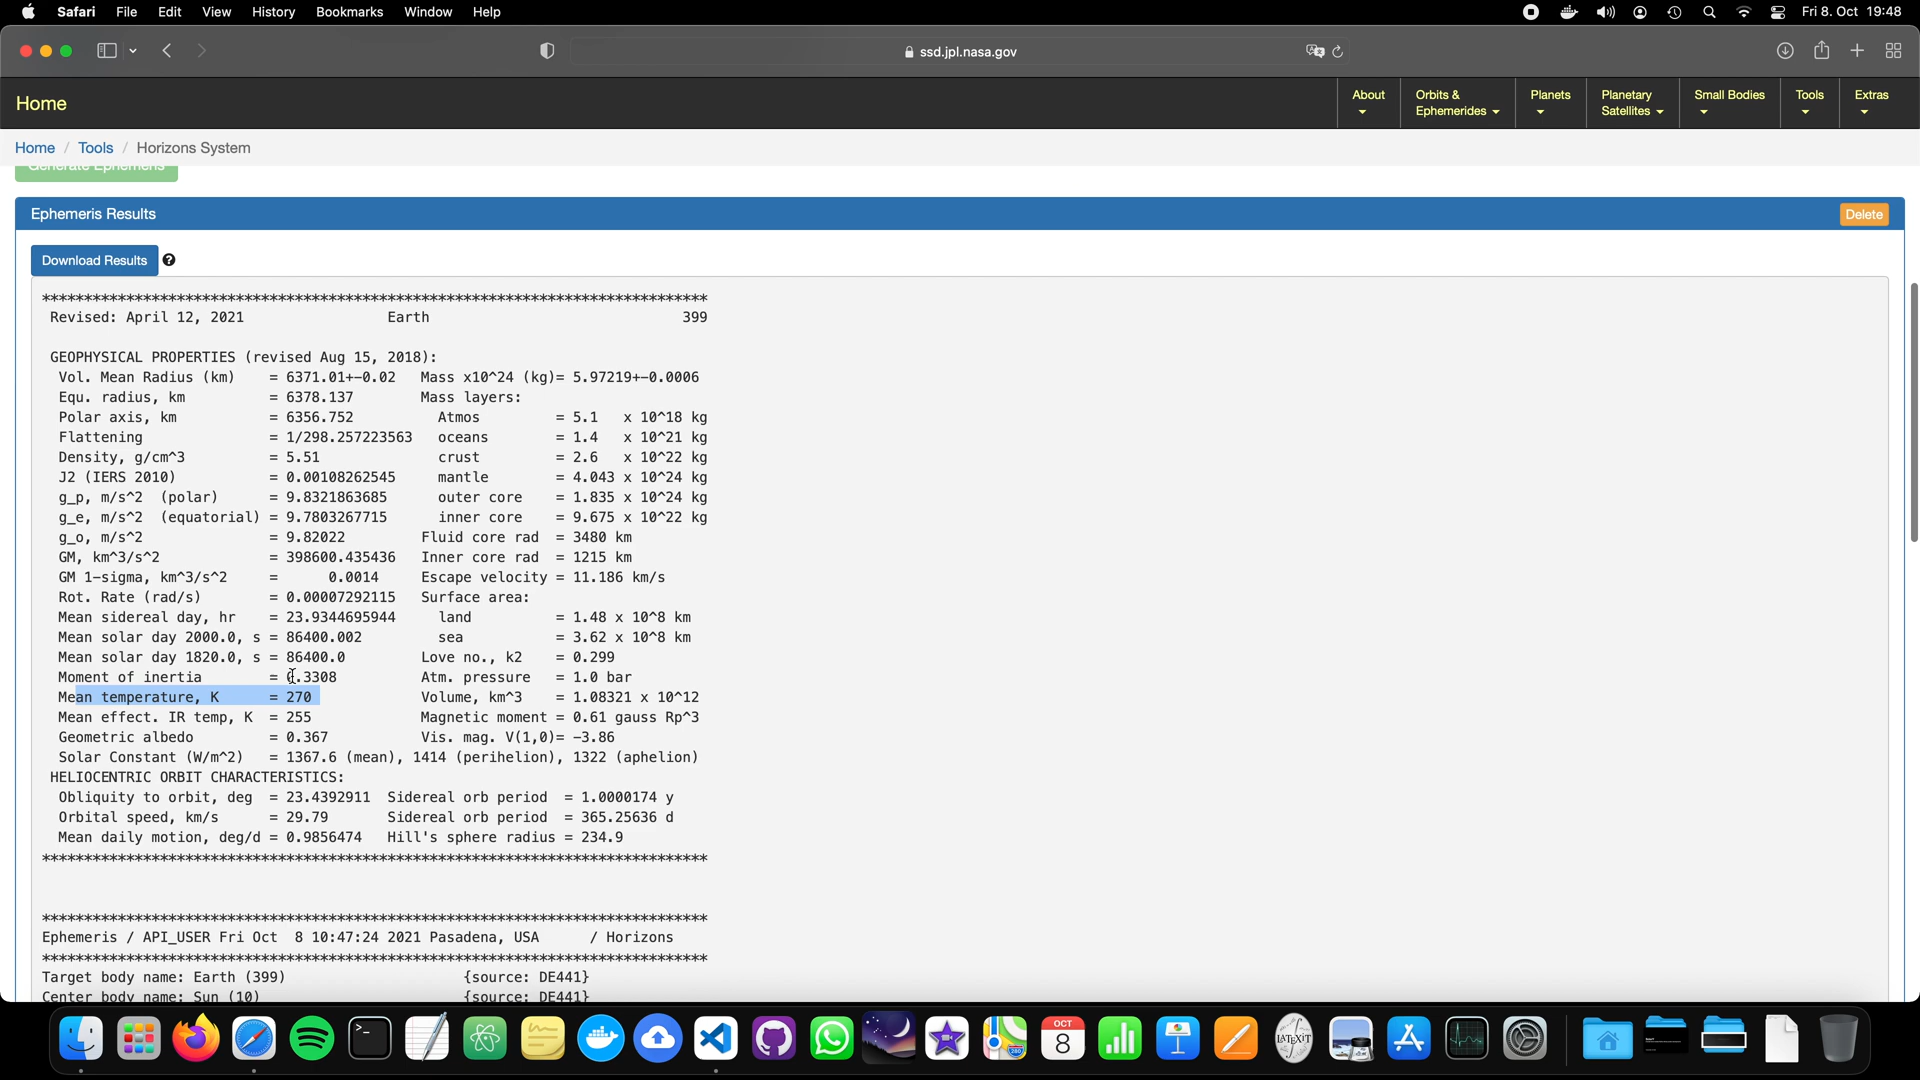 Safari File Edit View History Bookmarks Window Help Fri 8. Oct 19:48
ssd.jpl.nasa.gov
Home About Orbits & Ephemerides Planets Planetary Satellites Small Bodies Tools Extras
Home / Tools / Horizons System
Generate Ephemeris
Ephemeris Results Delete
Download Results ?
*******************************************************************************
Revised: April 12, 2021 Earth 399
GEOPHYSICAL PROPERTIES (revised Aug 15, 2018):
Vol. Mean Radius (km) = 6371.01+-0.02 Mass x10^24 (kg)= 5.97219+-0.0006
Equ. radius, km = 6378.137 Mass layers:
Polar axis, km = 6356.752 Atmos = 5.1 x 10^18 kg
Flattening = 1/298.257223563 oceans = 1.4 x 10^21 kg
Density, g/cm^3 = 5.51 crust = 2.6 x 10^22 kg
J2 (IERS 2010) = 0.00108262545 mantle = 4.043 x 10^24 kg
g_p, m/s^2 (polar) = 9.8321863685 outer core = 1.835 x 10^24 kg
g_e, m/s^2 (equatorial) = 9.7803267715 inner core = 9.675 x 10^22 kg
g_o, m/s^2 = 9.82022 Fluid core rad = 3480 km
GM, km^3/s^2 = 398600.435436 Inner core rad = 1215 km
GM 1-sigma, km^3/s^2 = 0.0014 Escape velocity = 11.186 km/s
Rot. Rate (rad/s) = 0.00007292115 Surface area:
Mean sidereal day, hr = 23.9344695944 land = 1.48 x 10^8 km
Mean solar day 2000.0, s = 86400.002 sea = 3.62 x 10^8 km
Mean solar day 1820.0, s = 86400.0 Love no., k2 = 0.299
Moment of inertia = 0.3308 Atm. pressure = 1.0 bar
Mean temperature, K = 270 Volume, km^3 = 1.08321 x 10^12
Mean effect. IR temp, K = 255 Magnetic moment = 0.61 gauss Rp^3
Geometric albedo = 0.367 Vis. mag. V(1,0)= -3.86
Solar Constant (W/m^2) = 1367.6 (mean), 1414 (perihelion), 1322 (aphelion)
HELIOCENTRIC ORBIT CHARACTERISTICS:
Obliquity to orbit, deg = 23.4392911 Sidereal orb period = 1.0000174 y
Orbital speed, km/s = 29.79 Sidereal orb period = 365.25636 d
Mean daily motion, deg/d = 0.9856474 Hill's sphere radius = 234.9
*******************************************************************************
*******************************************************************************
Ephemeris / API_USER Fri Oct 8 10:47:24 2021 Pasadena, USA / Horizons
*******************************************************************************
Target body name: Earth (399) {source: DE441}
Center body name: Sun (10) {source: DE441}
OCT
8
LATEXiT